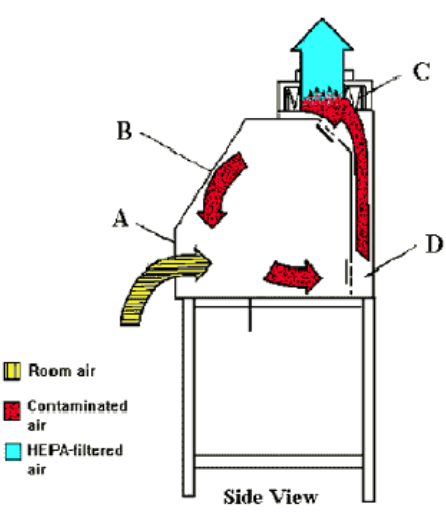 C
B
A
D
Room air
Contaminated
air
HEPA-filtered
air
Side View